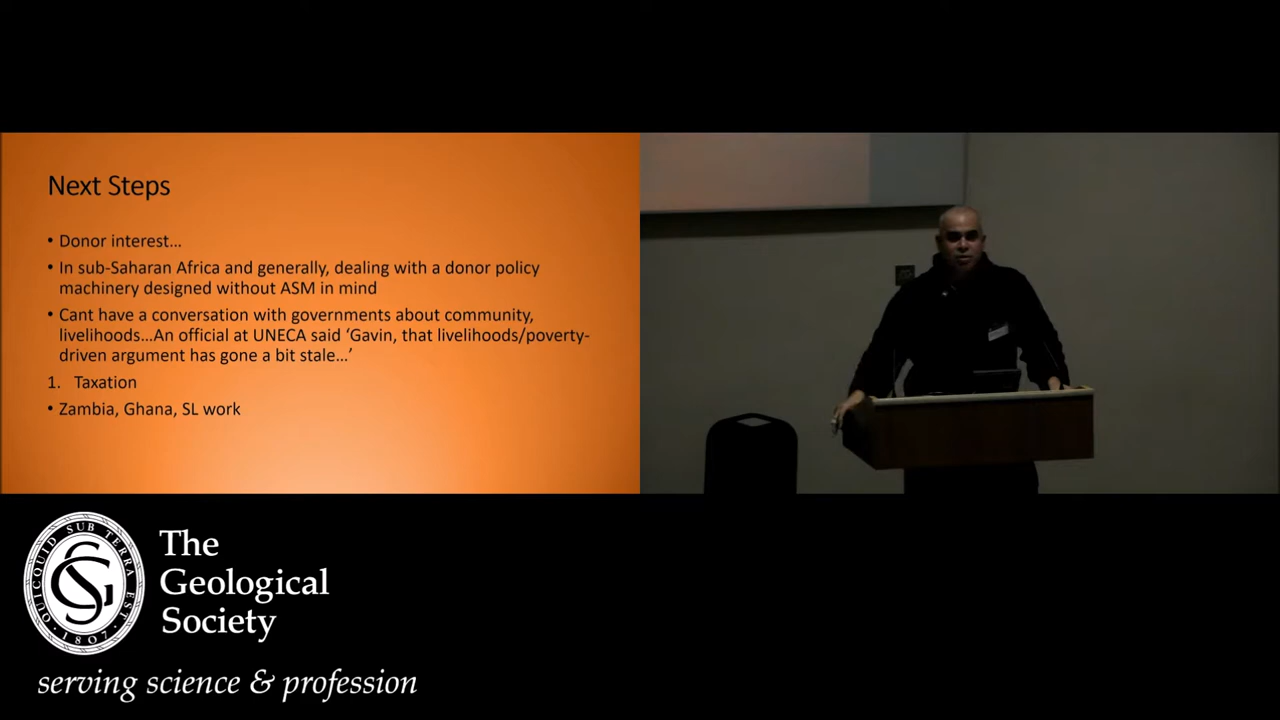 Next Steps
• Donor interest…
• In sub-Saharan Africa and generally, dealing with a donor policy
machinery designed without ASM in mind
• Cant have a conversation with governments about community,
livelihoods…An official at UNECA said ‘Gavin, that livelihoods/poverty-
driven argument has gone a bit stale…’
1. Taxation
• Zambia, Ghana, SL work
QUICQUID SUB TERRA EST
1807
The
Geological
Society
serving science & profession